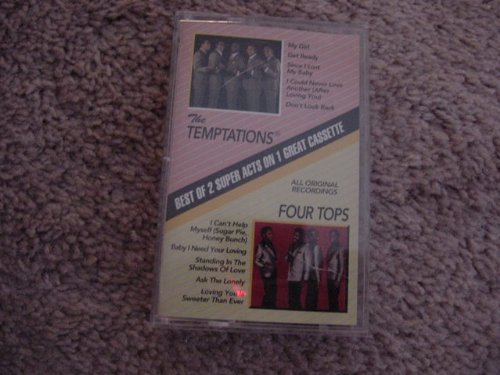 My Girl
Get Ready
Since I Lost
My Baby
I Could Never Love
Another (After
Loving You)
Don't Look Back
The
TEMPTATIONS
BEST OF 2 SUPER ACTS ON 1 GREAT CASSETTE
ALL ORIGINAL
RECORDINGS
FOUR TOPS
I Can't Help
Myself (Sugar Pie,
Honey Bunch)
Baby I Need Your Loving
Standing In The
Shadows Of Love
Ask The Lonely
Loving You Is
Sweeter Than Ever